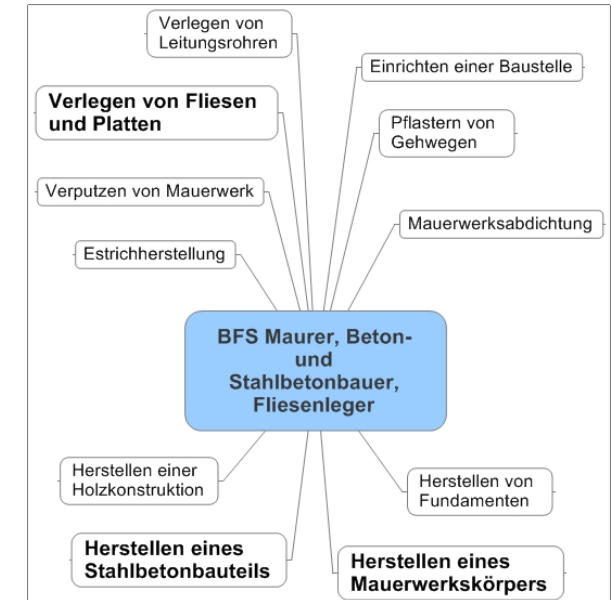 Verlegen von
Leitungsrohren
Einrichten einer Baustelle
Verlegen von Fliesen
und Platten
Pflastern von
Gehwegen
Verputzen von Mauerwerk
Mauerwerksabdichtung
Estrichherstellung
BFS Maurer, Beton-
und
Stahlbetonbauer,
Fliesenleger
Herstellen einer
Holzkonstruktion
Herstellen von
Fundamenten
Herstellen eines
Stahlbetonbauteils
Herstellen eines
Mauerwerkskörpers